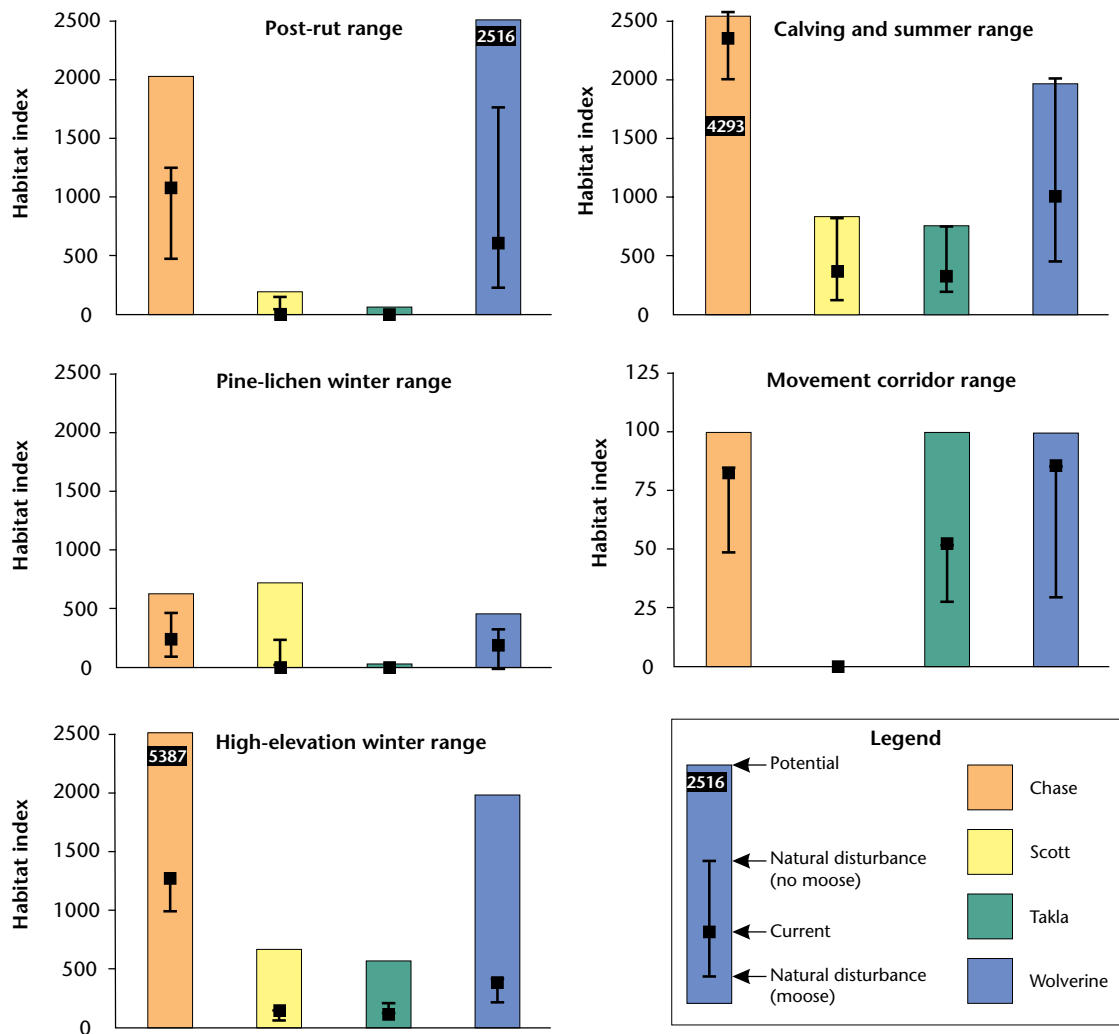 Post-rut range
Habitat index
2500
2000
1500
1000
500
0
2516
Calving and summer range
Habitat index
2500
2000
1500
1000
500
0
4293
Pine-lichen winter range
Habitat index
2500
2000
1500
1000
500
0
Movement corridor range
Habitat index
125
100
75
50
25
0
High-elevation winter range
Habitat index
2500
2000
1500
1000
500
0
5387
Legend
2516
Potential
Natural disturbance
(no moose)
Current
Natural disturbance
(moose)
Chase
Scott
Takla
Wolverine